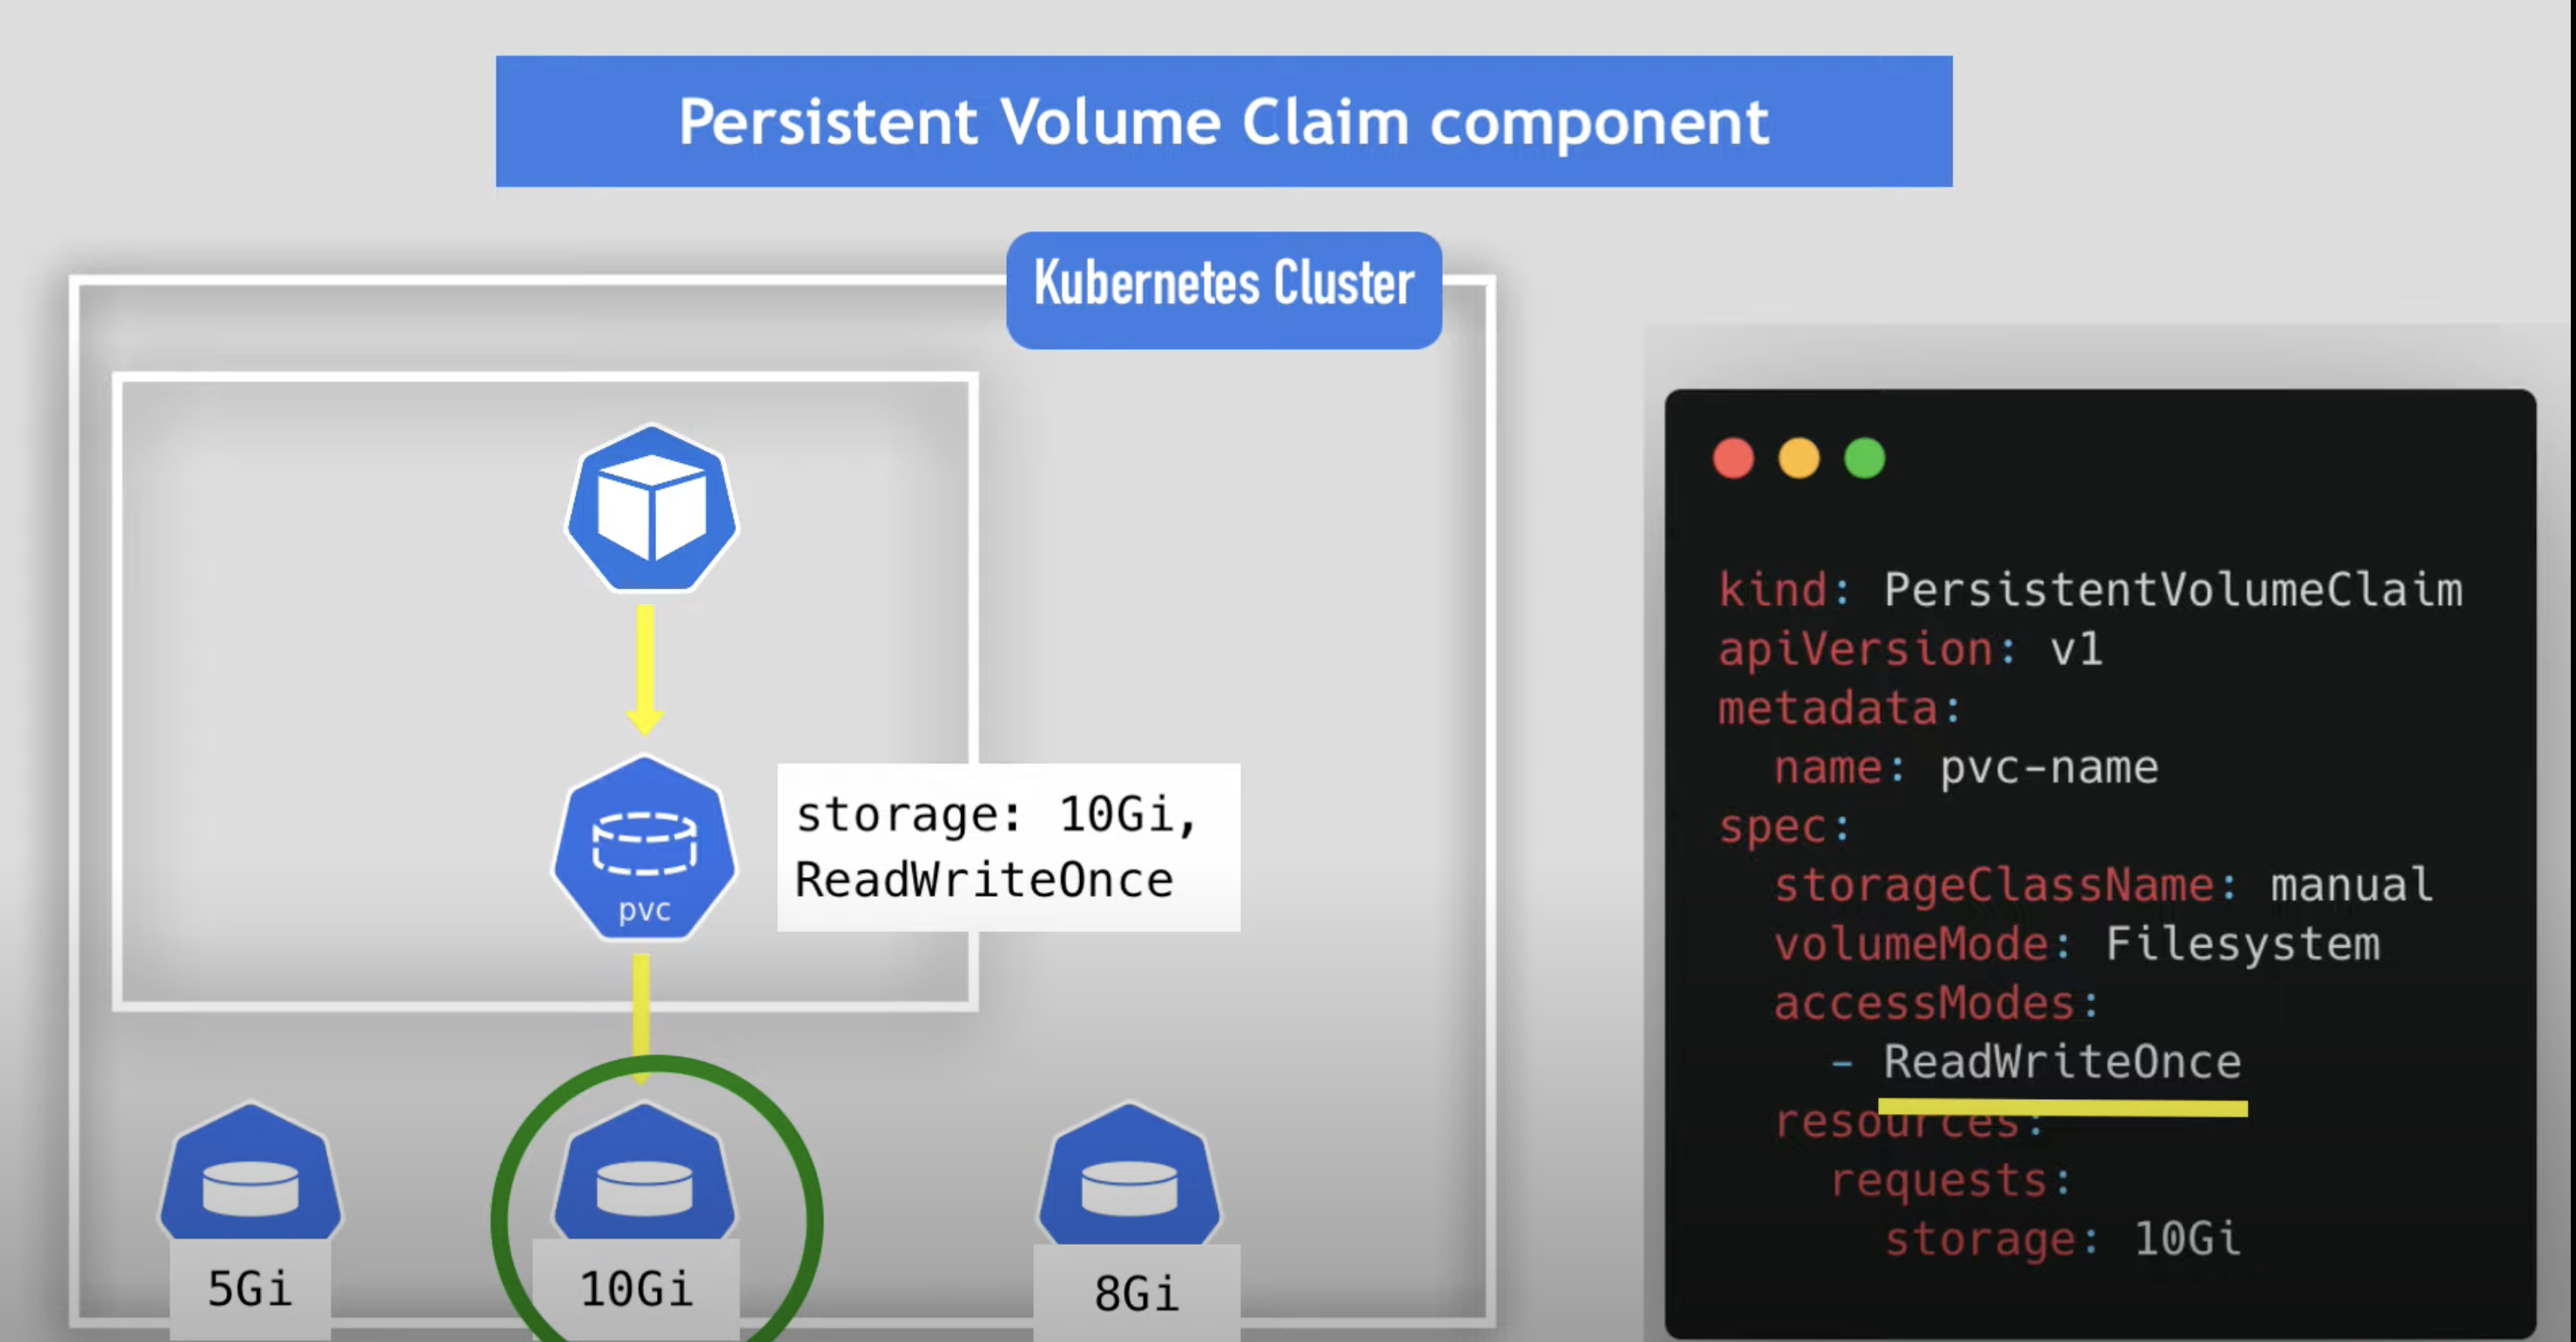 Persistent Volume Claim component
Kubernetes Cluster
storage: 10Gi,
ReadWriteOnce
pvc
5Gi
10Gi
8Gi
kind: PersistentVolumeClaim
apiVersion: v1
metadata:
  name: pvc-name
spec:
  storageClassName: manual
  volumeMode: Filesystem
  accessModes:
    - ReadWriteOnce
  resources:
    requests:
      storage: 10Gi